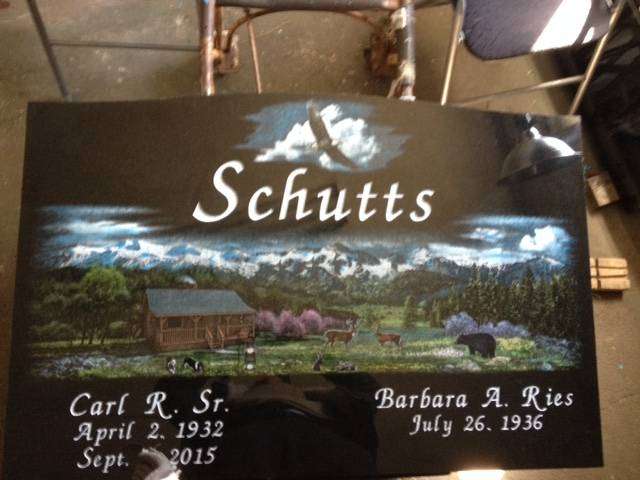 Schutts
Carl R. Sr.
April 2, 1932
Sept. 2015
Barbara A. Ries
July 26, 1936